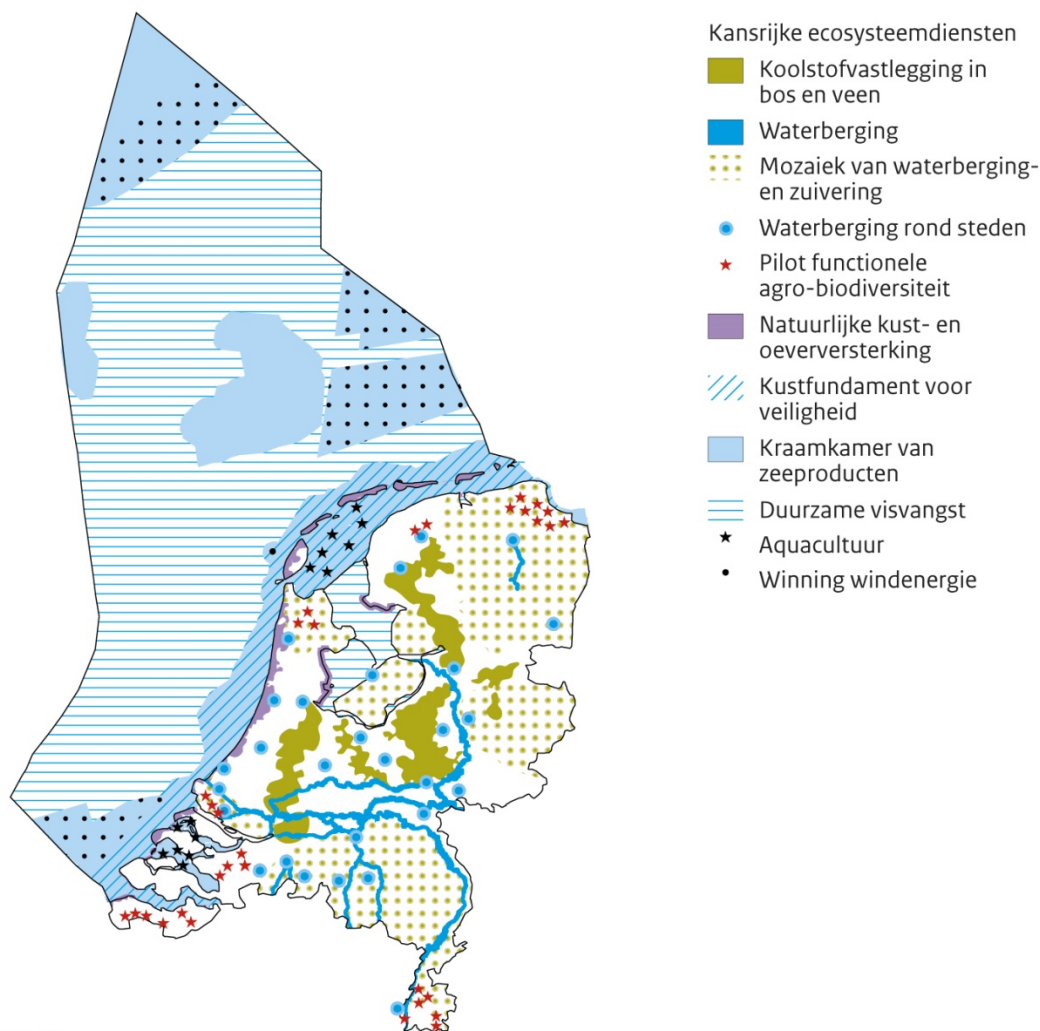 Kansrijke ecosysteemdiensten
Koolstofvastlegging in
bos en veen
Waterberging
Mozaiek van waterberging-
en zuivering
Waterberging rond steden
Pilot functionele
agro-biodiversiteit
Natuurlijke kust- en
oeverversterking
Kustfundament voor
veiligheid
Kraamkamer van
zeeproducten
Duurzame visvangst
Aquacultuur
Winning windenergie